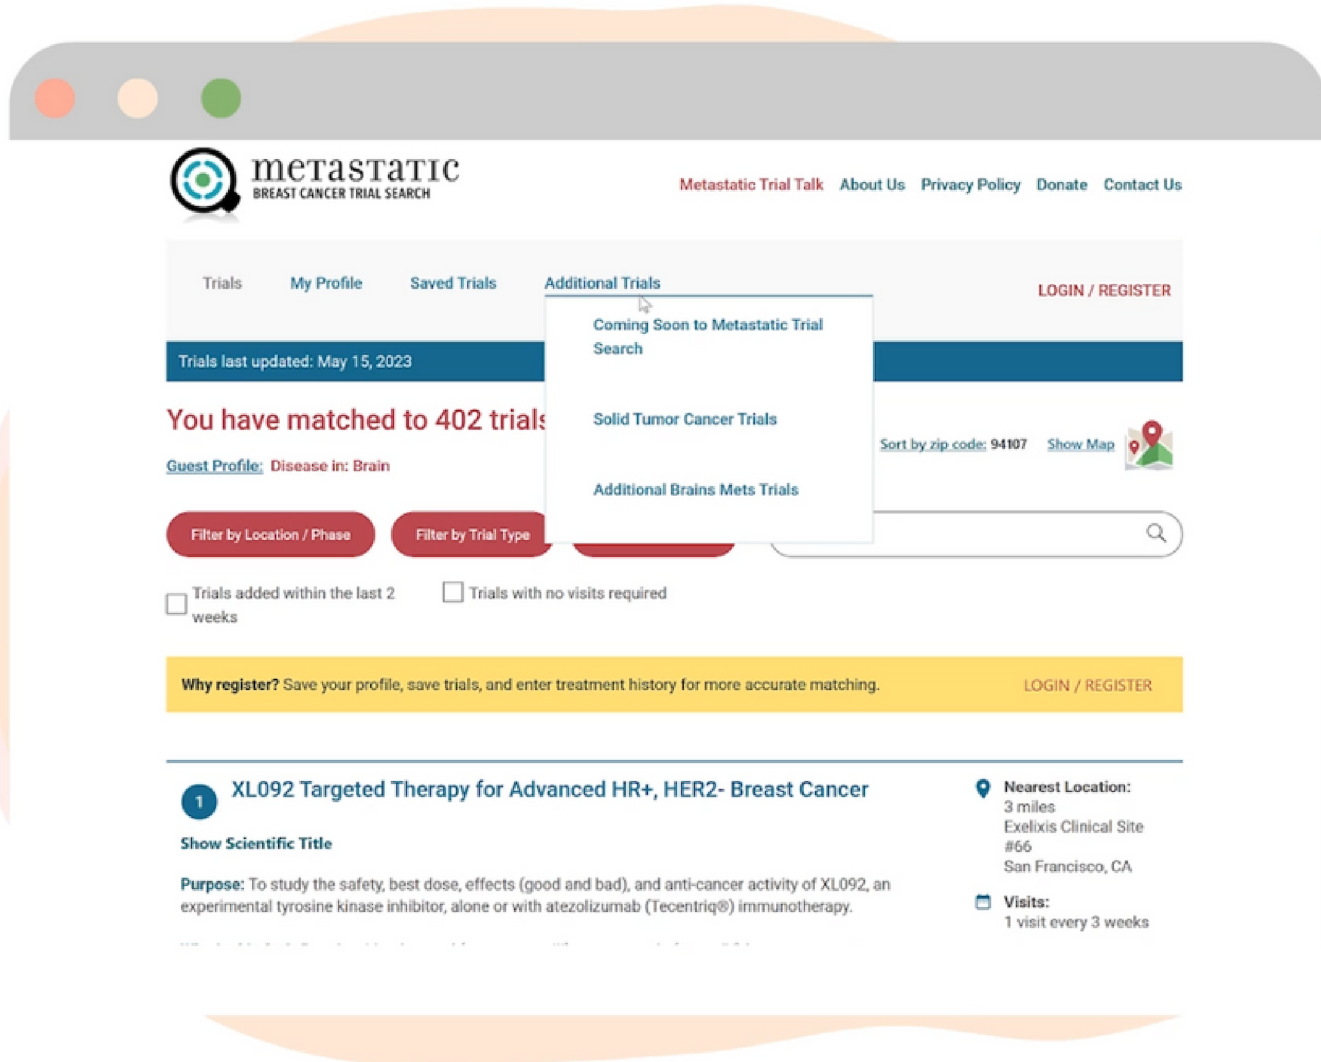 metastatic
BREAST CANCER TRIAL SEARCH
Metastatic Trial Talk About Us Privacy Policy Donate Contact Us
Trials My Profile Saved Trials Additional Trials
LOGIN / REGISTER
Coming Soon to Metastatic Trial
Search
Solid Tumor Cancer Trials
Additional Brains Mets Trials
Trials last updated: May 15, 2023
You have matched to 402 trials
Guest Profile: Disease in: Brain
Sort by zip code: 94107 Show Map
Filter by Location / Phase Filter by Trial Type
Trials added within the last 2
weeks
Trials with no visits required
Why register? Save your profile, save trials, and enter treatment history for more accurate matching.
LOGIN / REGISTER
1 XL092 Targeted Therapy for Advanced HR+, HER2- Breast Cancer
Show Scientific Title
Purpose: To study the safety, best dose, effects (good and bad), and anti-cancer activity of XL092, an
experimental tyrosine kinase inhibitor, alone or with atezolizumab (Tecentriq®) immunotherapy.
Nearest Location:
3 miles
Exelixis Clinical Site
#66
San Francisco, CA
Visits:
1 visit every 3 weeks